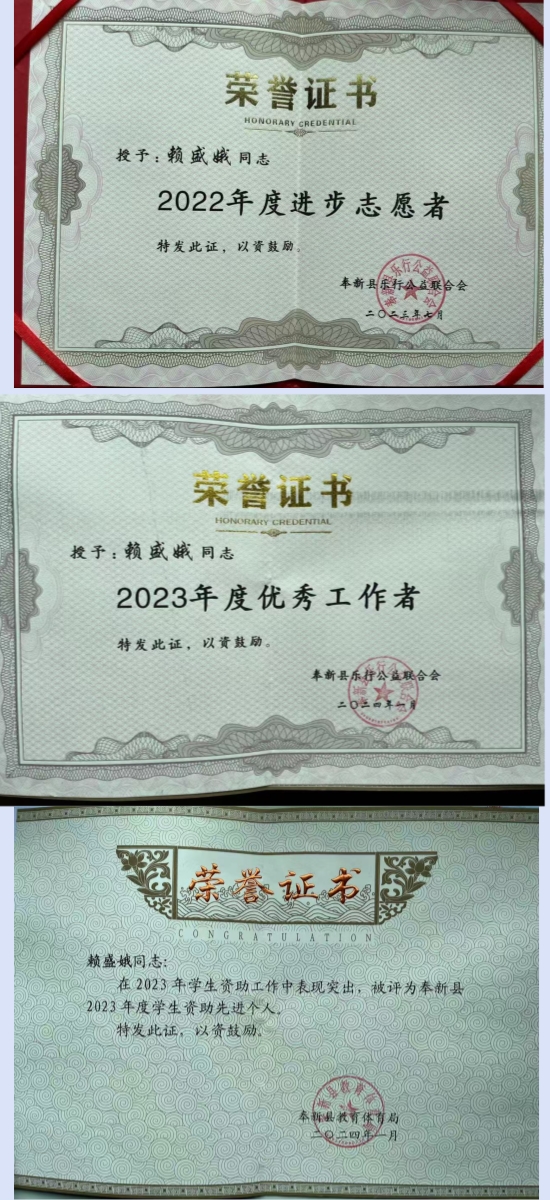 荣誉证书
HONORARY CREDENTIAL
授予：赖盛娥同志
2022年度进步志愿者
特发此证，以资鼓励。
奉新县乐行公益联合会
二〇二三年七月
荣誉证书
HONORARY CREDENTIAL
授予：赖盛娥同志
2023年度优秀工作者
特发此证，以资鼓励。
奉新县乐行公益联合会
二〇二四年一月
荣誉证书
CONGRATULATION
赖盛娥同志：
在2023年学生资助工作中表现突出，被评为奉新县
2023年度学生资助先进个人。
特发此证，以资鼓励。
奉新县教育体育局
二〇二四年一月